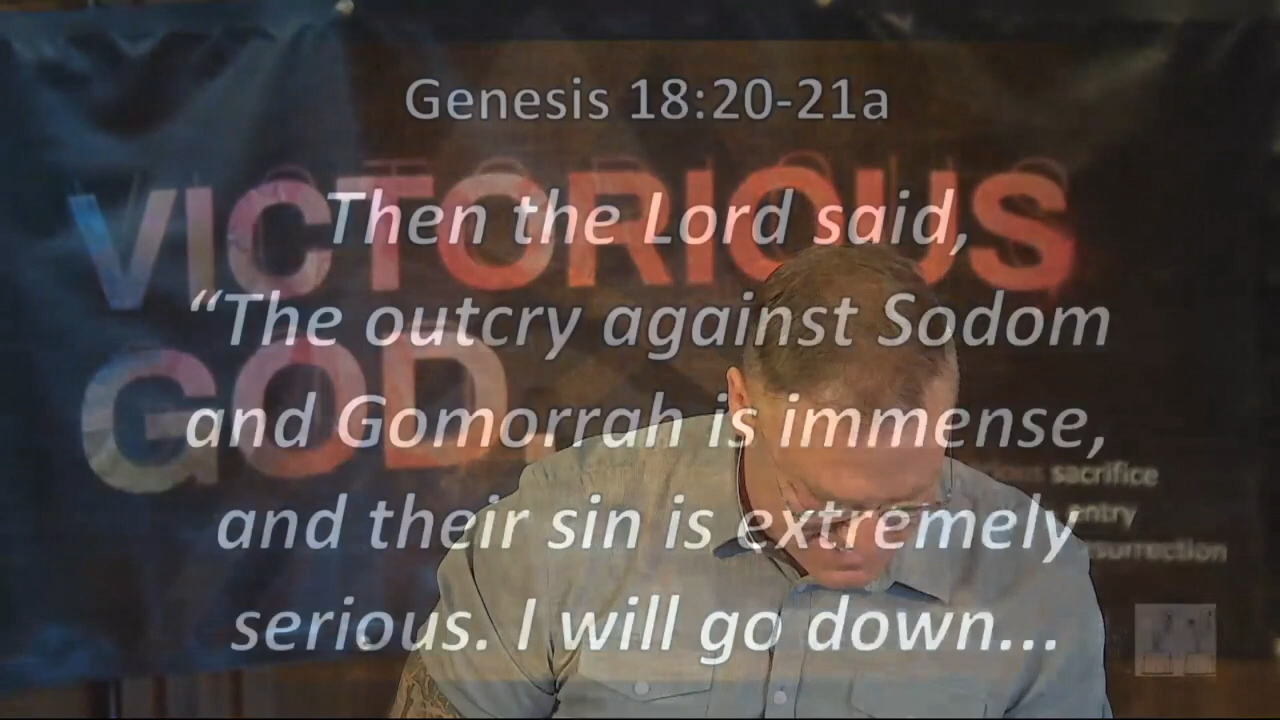 Genesis 18:20-21a
VICTORIOUS
Then the Lord said,
“The outcry against Sodom
GOD.
and Gomorrah is immense,
sacrifice
entry
and their sin is extremely
serious. I will go down...